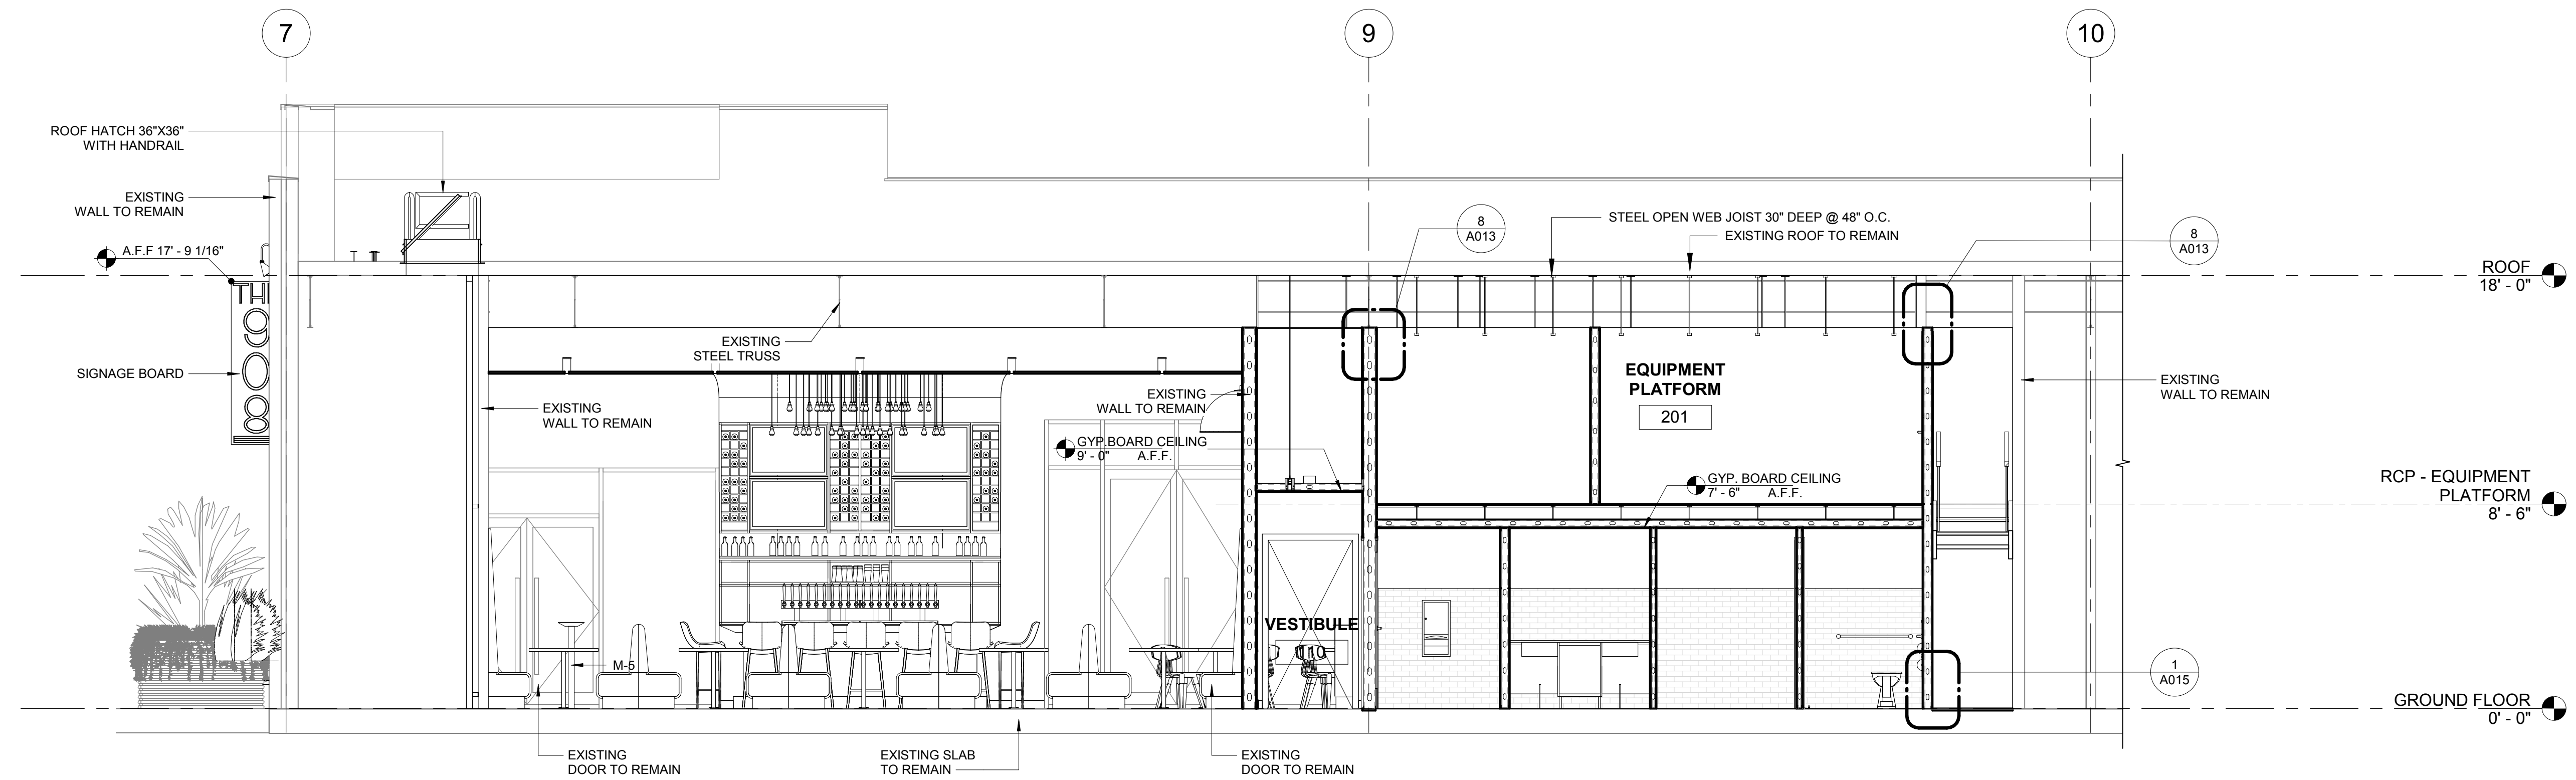 7
9
10
ROOF HATCH 36"X36"
WITH HANDRAIL
EXISTING
WALL TO REMAIN
A.F.F 17' - 9 1/16"
SIGNAGE BOARD
809
EXISTING
STEEL TRUSS
EXISTING
WALL TO REMAIN
EXISTING
WALL TO REMAIN
GYP.BOARD CEILING
9' - 0" A.F.F.
8
A013
STEEL OPEN WEB JOIST 30" DEEP @ 48" O.C.
EXISTING ROOF TO REMAIN
8
A013
EQUIPMENT
PLATFORM
201
GYP. BOARD CEILING
7' - 6" A.F.F.
EXISTING
WALL TO REMAIN
ROOF
18' - 0"
RCP - EQUIPMENT
PLATFORM
8' - 6"
VESTIBULE
110
M-5
1
A015
GROUND FLOOR
0' - 0"
EXISTING
DOOR TO REMAIN
EXISTING SLAB
TO REMAIN
EXISTING
DOOR TO REMAIN